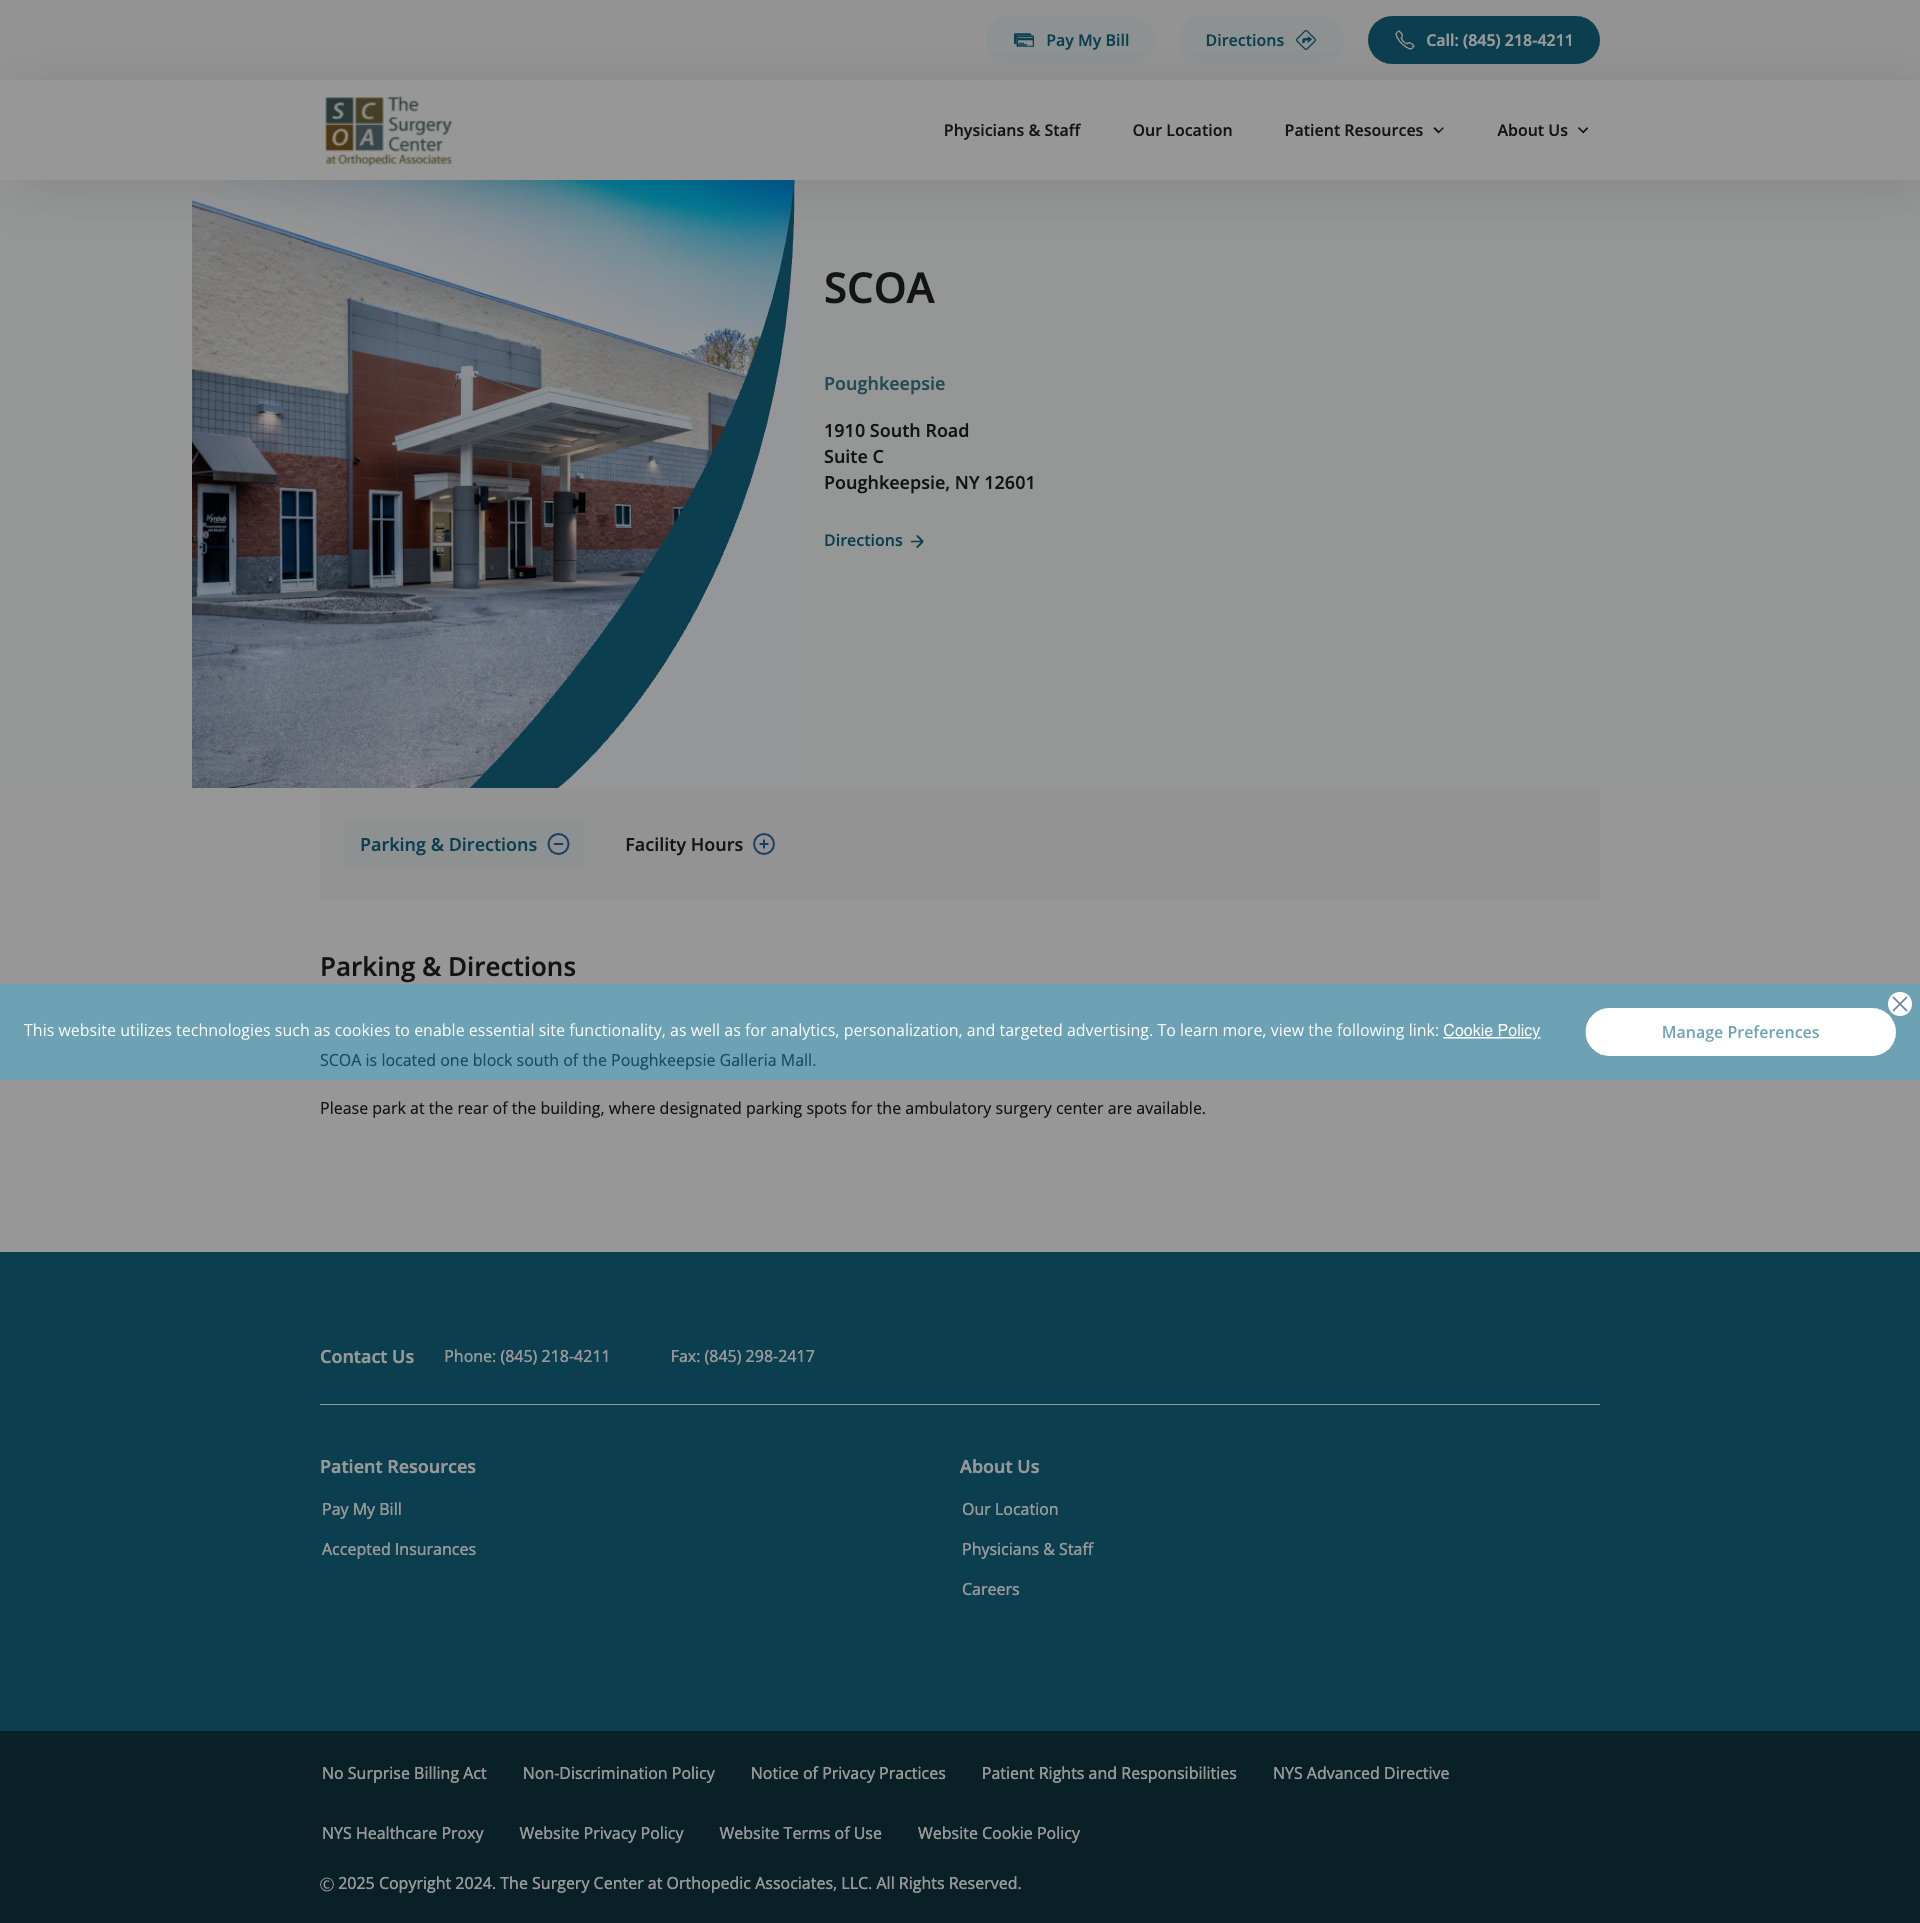 Pay My Bill
Directions
Call: (845) 218-4211
SCOA The Surgery Center
at Orthopedic Associates
Physicians & Staff
Our Location
Patient Resources
About Us
SCOA
Poughkeepsie
1910 South Road
Suite C
Poughkeepsie, NY 12601
Directions
Parking & Directions
Facility Hours
Parking & Directions
This website utilizes technologies such as cookies to enable essential site functionality, as well as for analytics, personalization, and targeted advertising. To learn more, view the following link: Cookie Policy
Manage Preferences
SCOA is located one block south of the Poughkeepsie Galleria Mall.
Please park at the rear of the building, where designated parking spots for the ambulatory surgery center are available.
Contact Us
Phone: (845) 218-4211
Fax: (845) 298-2417
Patient Resources
Pay My Bill
Accepted Insurances
About Us
Our Location
Physicians & Staff
Careers
No Surprise Billing Act
Non-Discrimination Policy
Notice of Privacy Practices
Patient Rights and Responsibilities
NYS Advanced Directive
NYS Healthcare Proxy
Website Privacy Policy
Website Terms of Use
Website Cookie Policy
© 2025 Copyright 2024. The Surgery Center at Orthopedic Associates, LLC. All Rights Reserved.